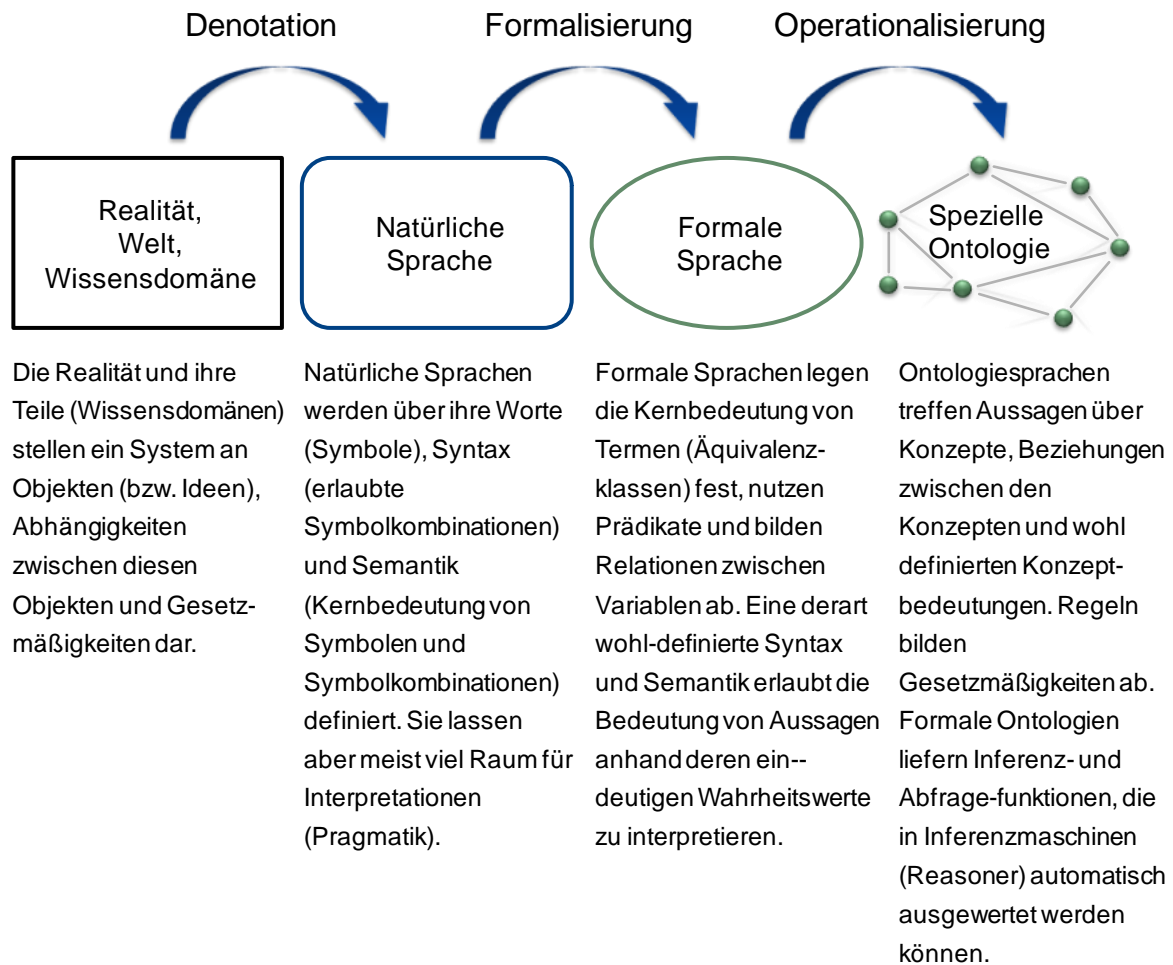 Denotation
Formalisierung
Operationalisierung
Realität,
Welt,
Wissensdomäne
Natürliche
Sprache
Formale
Sprache
Spezielle
Ontologie
Die Realität und ihre
Teile (Wissensdomänen)
stellen ein System an
Objekten (bzw. Ideen),
Abhängigkeiten
zwischen diesen
Objekten und Gesetz-
mäßigkeiten dar.
Natürliche Sprachen
werden über ihre Worte
(Symbole), Syntax
(erlaubte
Symbolkombinationen)
und Semantik
(Kernbedeutung von
Symbolen und
Symbolkombinationen)
definiert. Sie lassen
aber meist viel Raum für
Interpretationen
(Pragmatik).
Formale Sprachen legen
die Kernbedeutung von
Termen (Äquivalenz-
klassen) fest, nutzen
Prädikate und bilden
Relationen zwischen
Variablen ab. Eine derart
wohl-definierte Syntax
und Semantik erlaubt die
Bedeutung von Aussagen
anhand deren ein--
deutigen Wahrheitswerte
zu interpretieren.
Ontologiesprachen
treffen Aussagen über
Konzepte, Beziehungen
zwischen den
Konzepten und wohl
definierten Konzept-
bedeutungen. Regeln
bilden
Gesetzmäßigkeiten ab.
Formale Ontologien
liefern Inferenz- und
Abfrage-funktionen, die
in Inferenzmaschinen
(Reasoner) automatisch
ausgewertet werden
können.